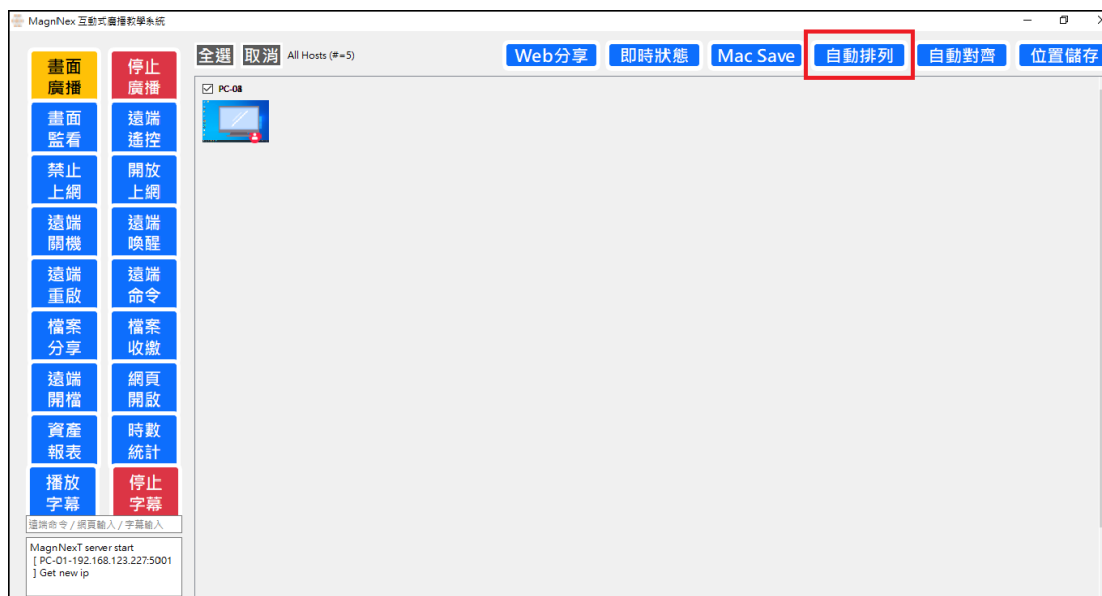 MagnNex 互動式廣播教學系統
全選 取消 All Hosts (#=5) Web分享 即時狀態 Mac Save 自動排列 自動對齊 位置儲存
畫面 停止
廣播 廣播
畫面 遠端
監看 遙控
禁止 開放
上網 上網
遠端 遠端
關機 喚醒
遠端 遠端
重啟 命令
檔案 檔案
分享 收繳
遠端 網頁
開檔 開啟
資產 時數
報表 統計
播放 停止
字幕 字幕
遠端命令 / 網頁輸入 / 字幕輸入
MagnNexT server start
[ PC-01-192.168.123.227:5001
] Get new ip